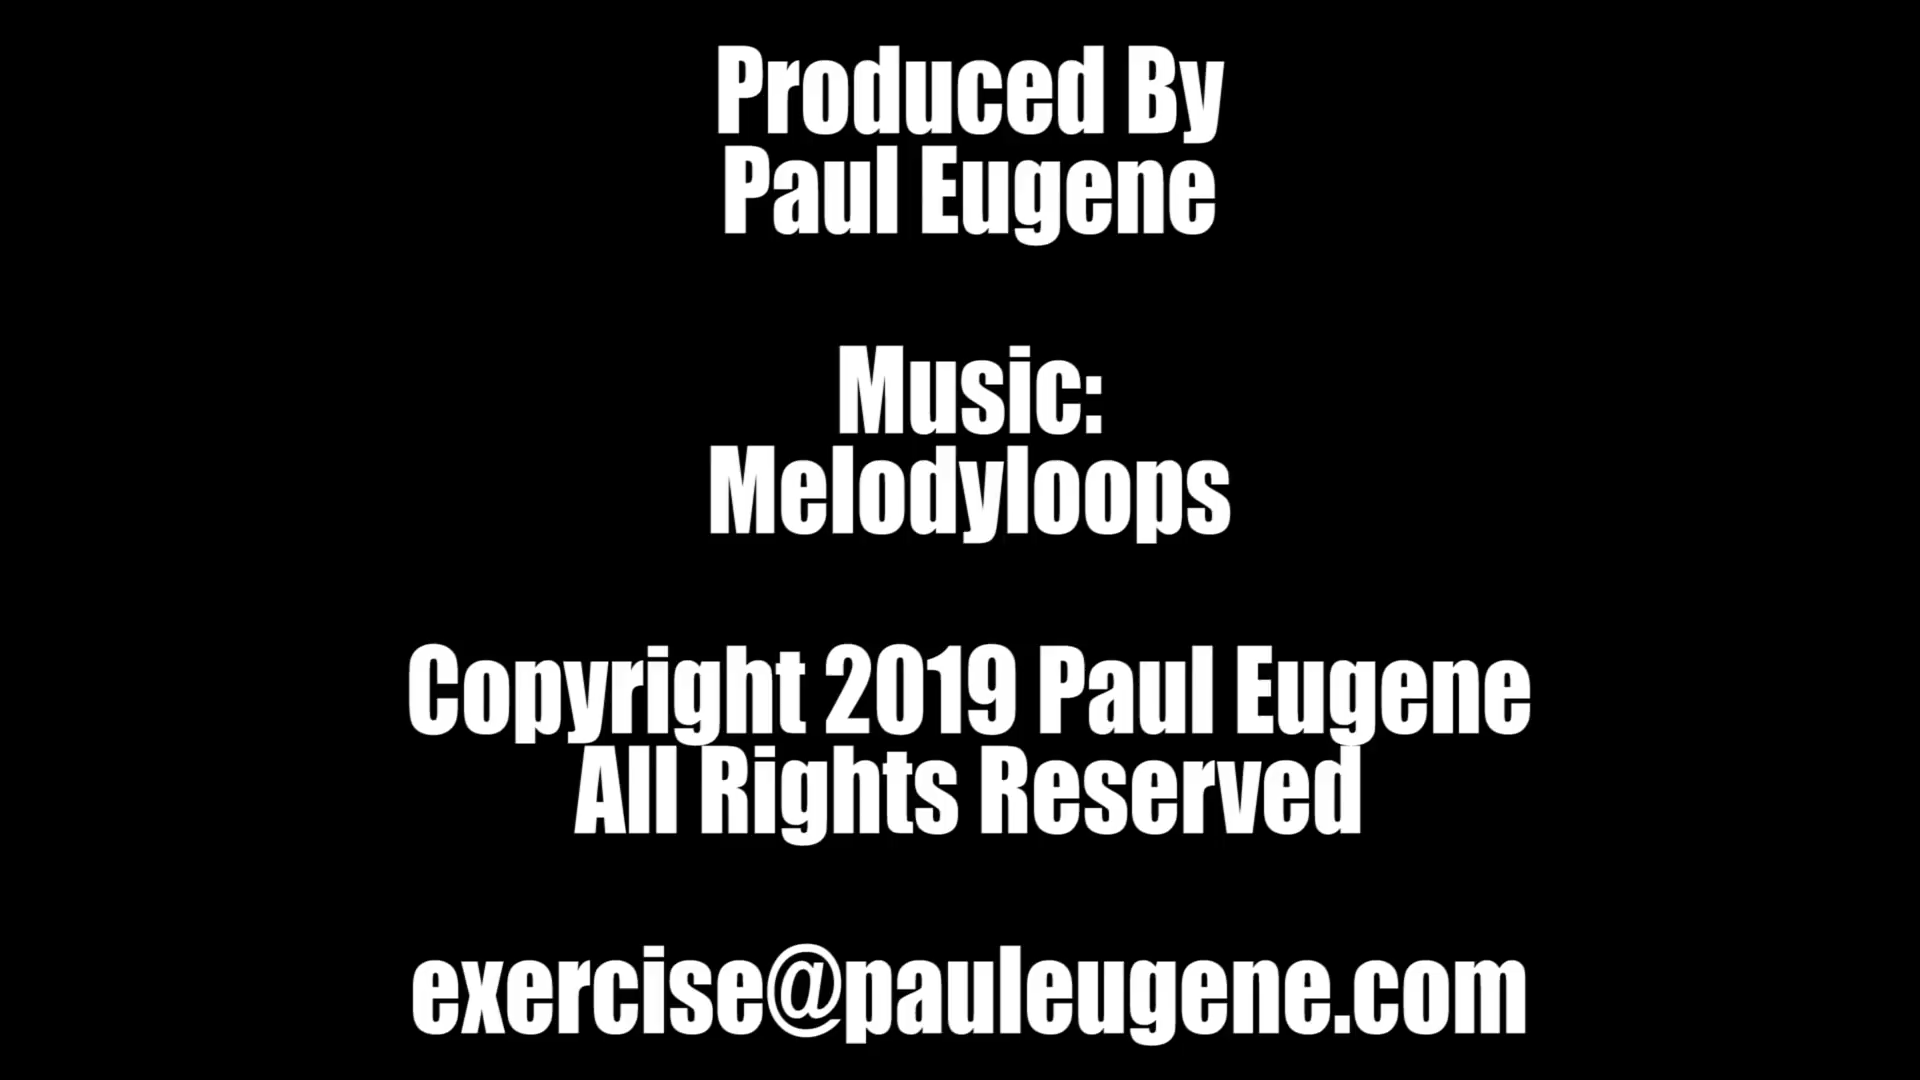 Produced By
Paul Eugene
Music:
Melodyloops
Copyright 2019 Paul Eugene
All Rights Reserved
exercise@pauleugene.com